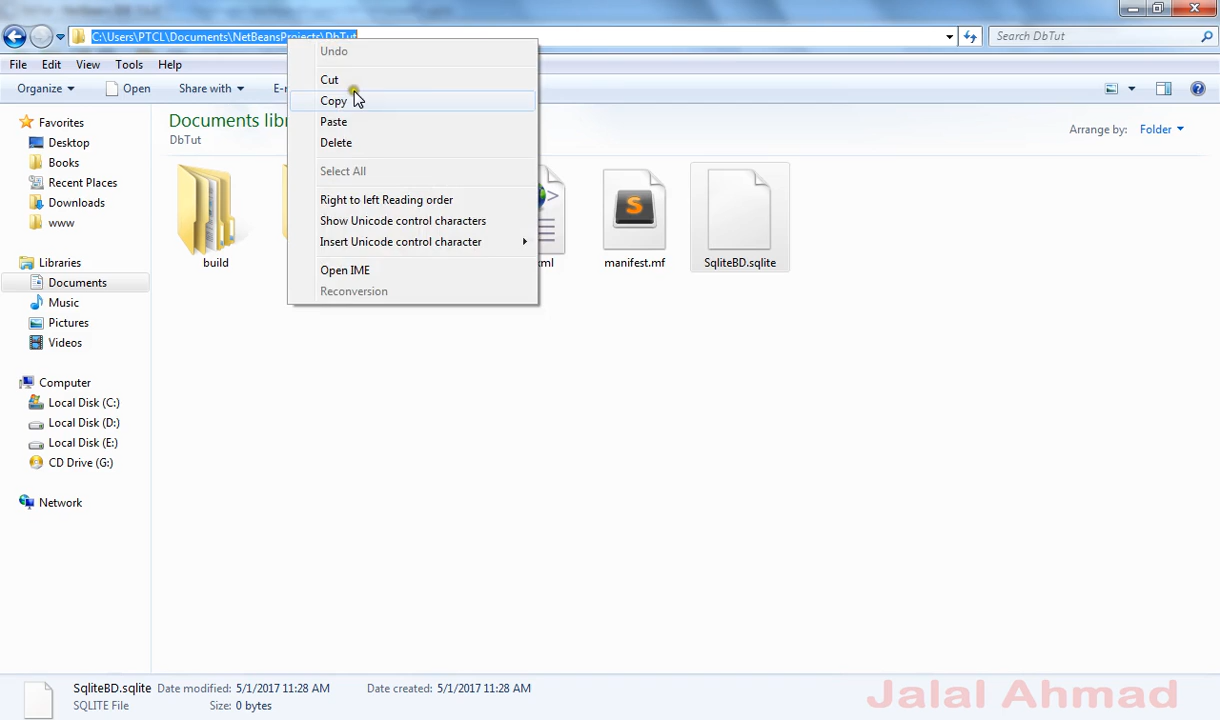 C:\Users\PTCL\Documents\NetBeansProjects\DbTut
Search DbTut
File Edit View Tools Help
Organize Open Share with E-
Undo
Cut
Copy
Paste
Delete
Select All
Right to left Reading order
Show Unicode control characters
Insert Unicode control character
Open IME
Reconversion
Favorites
Desktop
Books
Recent Places
Downloads
www
Libraries
Documents
Music
Pictures
Videos
Computer
Local Disk (C:)
Local Disk (D:)
Local Disk (E:)
CD Drive (G:)
Network
Documents lib
DbTut
Arrange by: Folder
build
xml
manifest.mf
SqliteBD.sqlite
SqliteBD.sqlite Date modified: 5/1/2017 11:28 AM Date created: 5/1/2017 11:28 AM
SQLITE File Size: 0 bytes
Jalal Ahmad